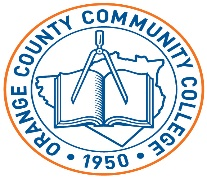 ORANGE COUNTY COMMUNITY COLLEGE
• 1950 •